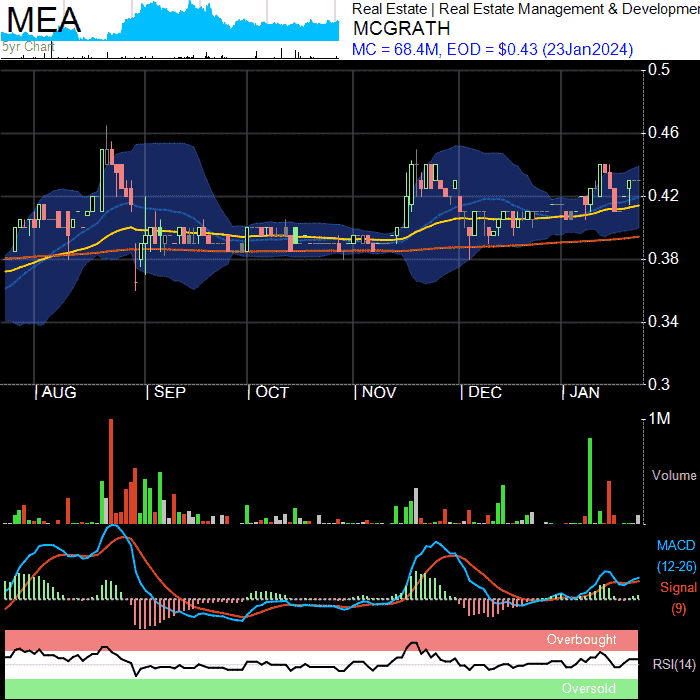 MEA
5yr Chart
Real Estate | Real Estate Management & Developmen
MCGRATH
MC = 68.4M, EOD = $0.43 (23Jan2024)
0.5
0.46
0.42
0.38
0.34
0.3
| AUG | SEP | OCT | NOV | DEC | JAN
1M
Volume
MACD
(12-26)
Signal
(9)
Overbought
RSI(14)
Oversold